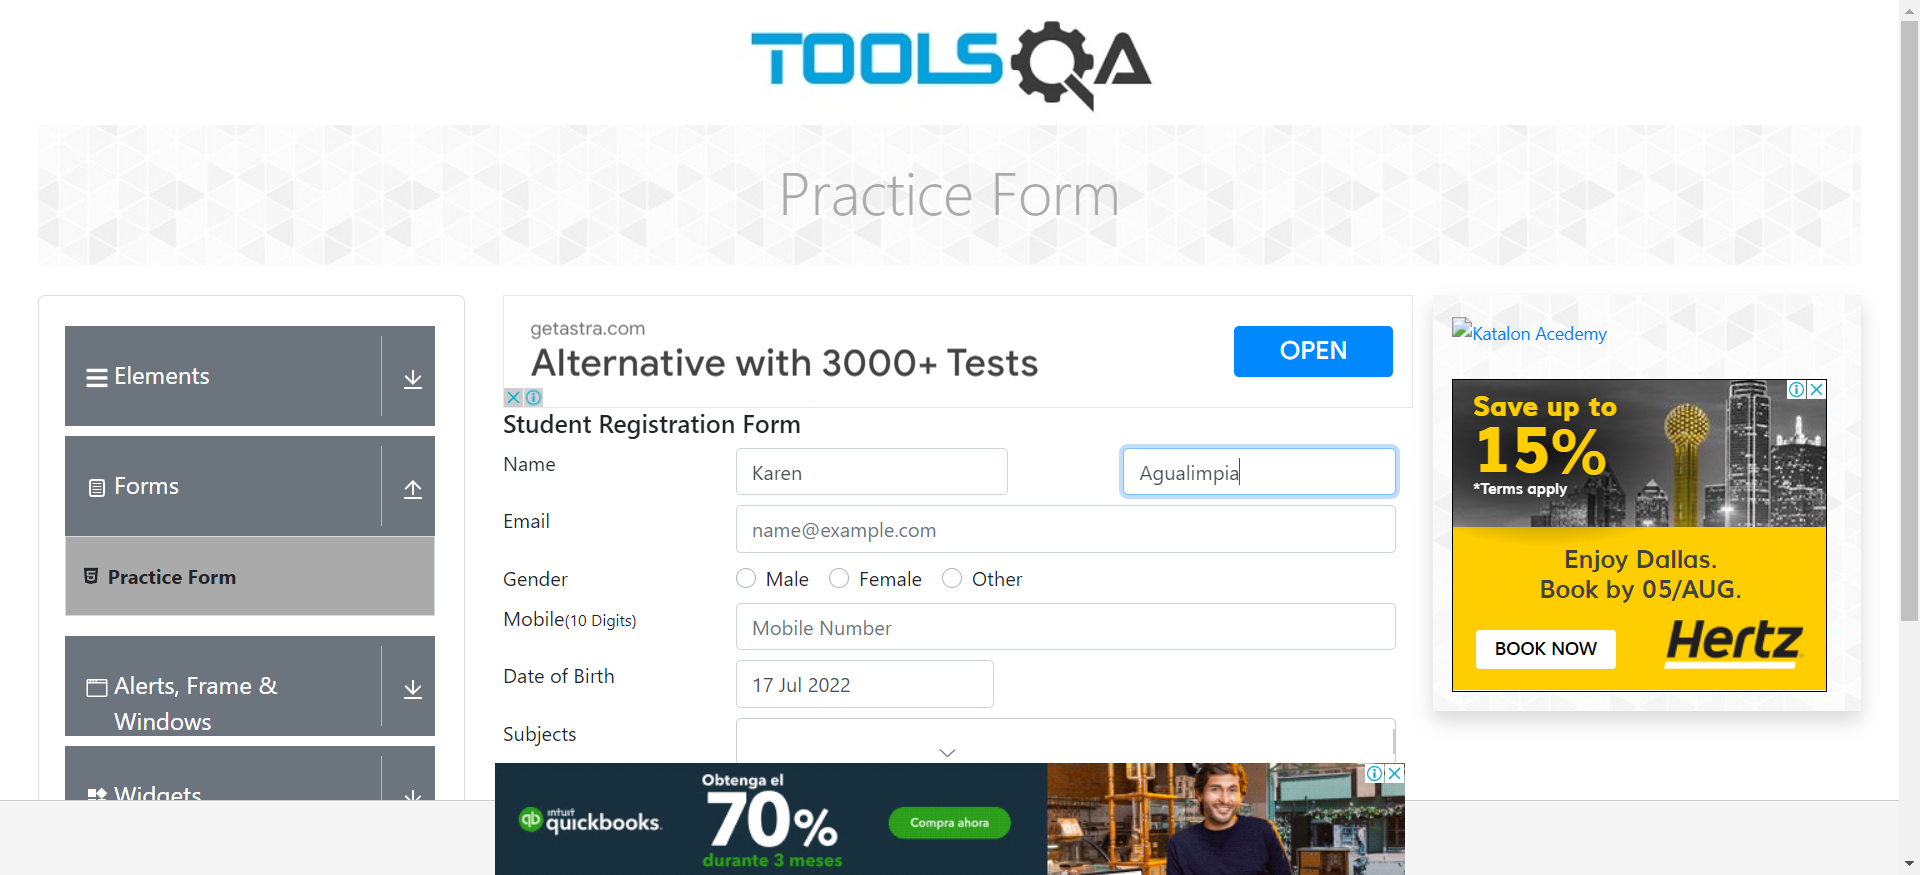 TOOLSQA
Practice Form
Elements
Forms
Practice Form
Alerts, Frame &
Windows
Widgets
getastra.com
Alternative with 3000+ Tests
OPEN
Student Registration Form
Name
Karen
Agualimpia
Email
name@example.com
Gender
Male
Female
Other
Mobile(10 Digits)
Mobile Number
Date of Birth
17 Jul 2022
Subjects
Katalon Acedemy
Save up to
15%
*Terms apply
Enjoy Dallas.
Book by 05/AUG.
BOOK NOW
Hertz
intuit
quickbooks.
Obtenga el
70%
durante 3 meses
Compra ahora